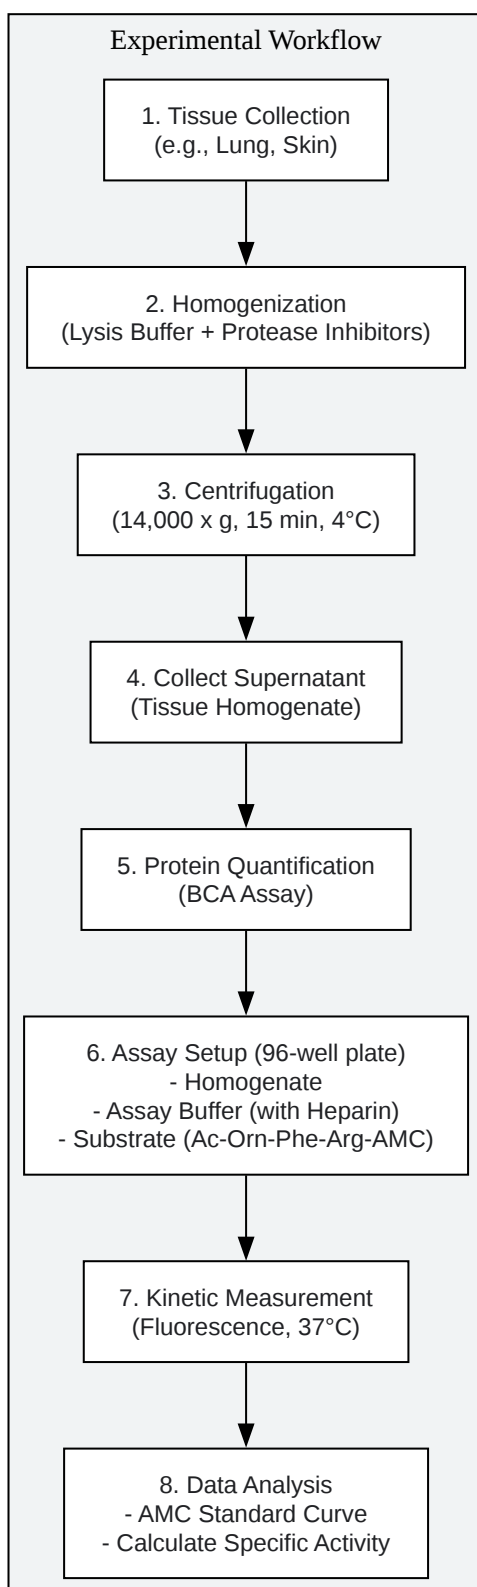 Experimental Workflow
1. Tissue Collection
(e.g., Lung, Skin)
2. Homogenization
(Lysis Buffer + Protease Inhibitors)
3. Centrifugation
(14,000 x g, 15 min, 4°C)
4. Collect Supernatant
(Tissue Homogenate)
5. Protein Quantification
(BCA Assay)
6. Assay Setup (96-well plate)
- Homogenate
- Assay Buffer (with Heparin)
- Substrate (Ac-Orn-Phe-Arg-AMC)
7. Kinetic Measurement
(Fluorescence, 37°C)
8. Data Analysis
- AMC Standard Curve
- Calculate Specific Activity